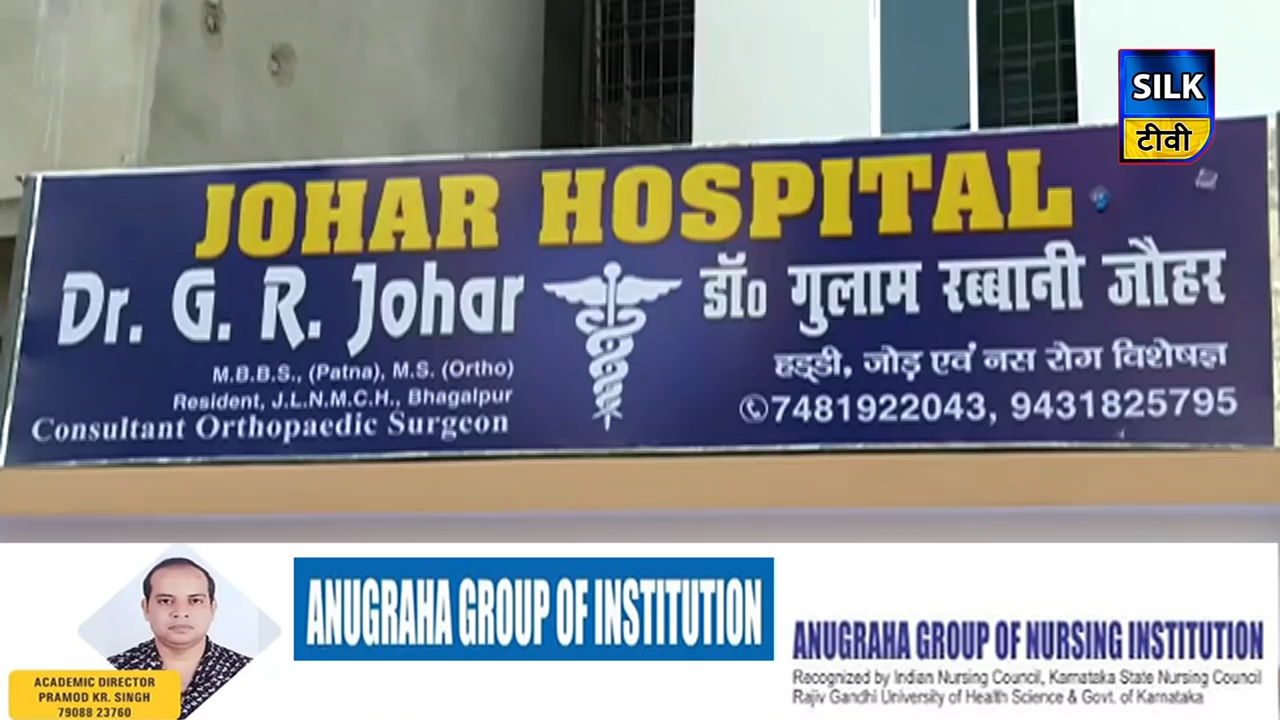 SILK
टीवी
JOHAR HOSPITAL
Dr. G. R. Johar
M.B.B.S., (Patna), M.S. (Ortho)
Resident, J.L.N.M.C.H., Bhagalpur
Consultant Orthopaedic Surgeon
डॉ० गुलाम रब्बानी जौहर
हड्डी, जोड़ एवं नस रोग विशेषज्ञ
7481922043, 9431825795
ACADEMIC DIRECTOR
PRAMOD KR. SINGH
79088 23760
ANUGRAHA GROUP OF INSTITUTION
ANUGRAHA GROUP OF NURSING INSTITUTION
Recognized by Indian Nursing Council, Karnataka State Nursing Council
Rajiv Gandhi University of Health Science & Govt. of Karnataka